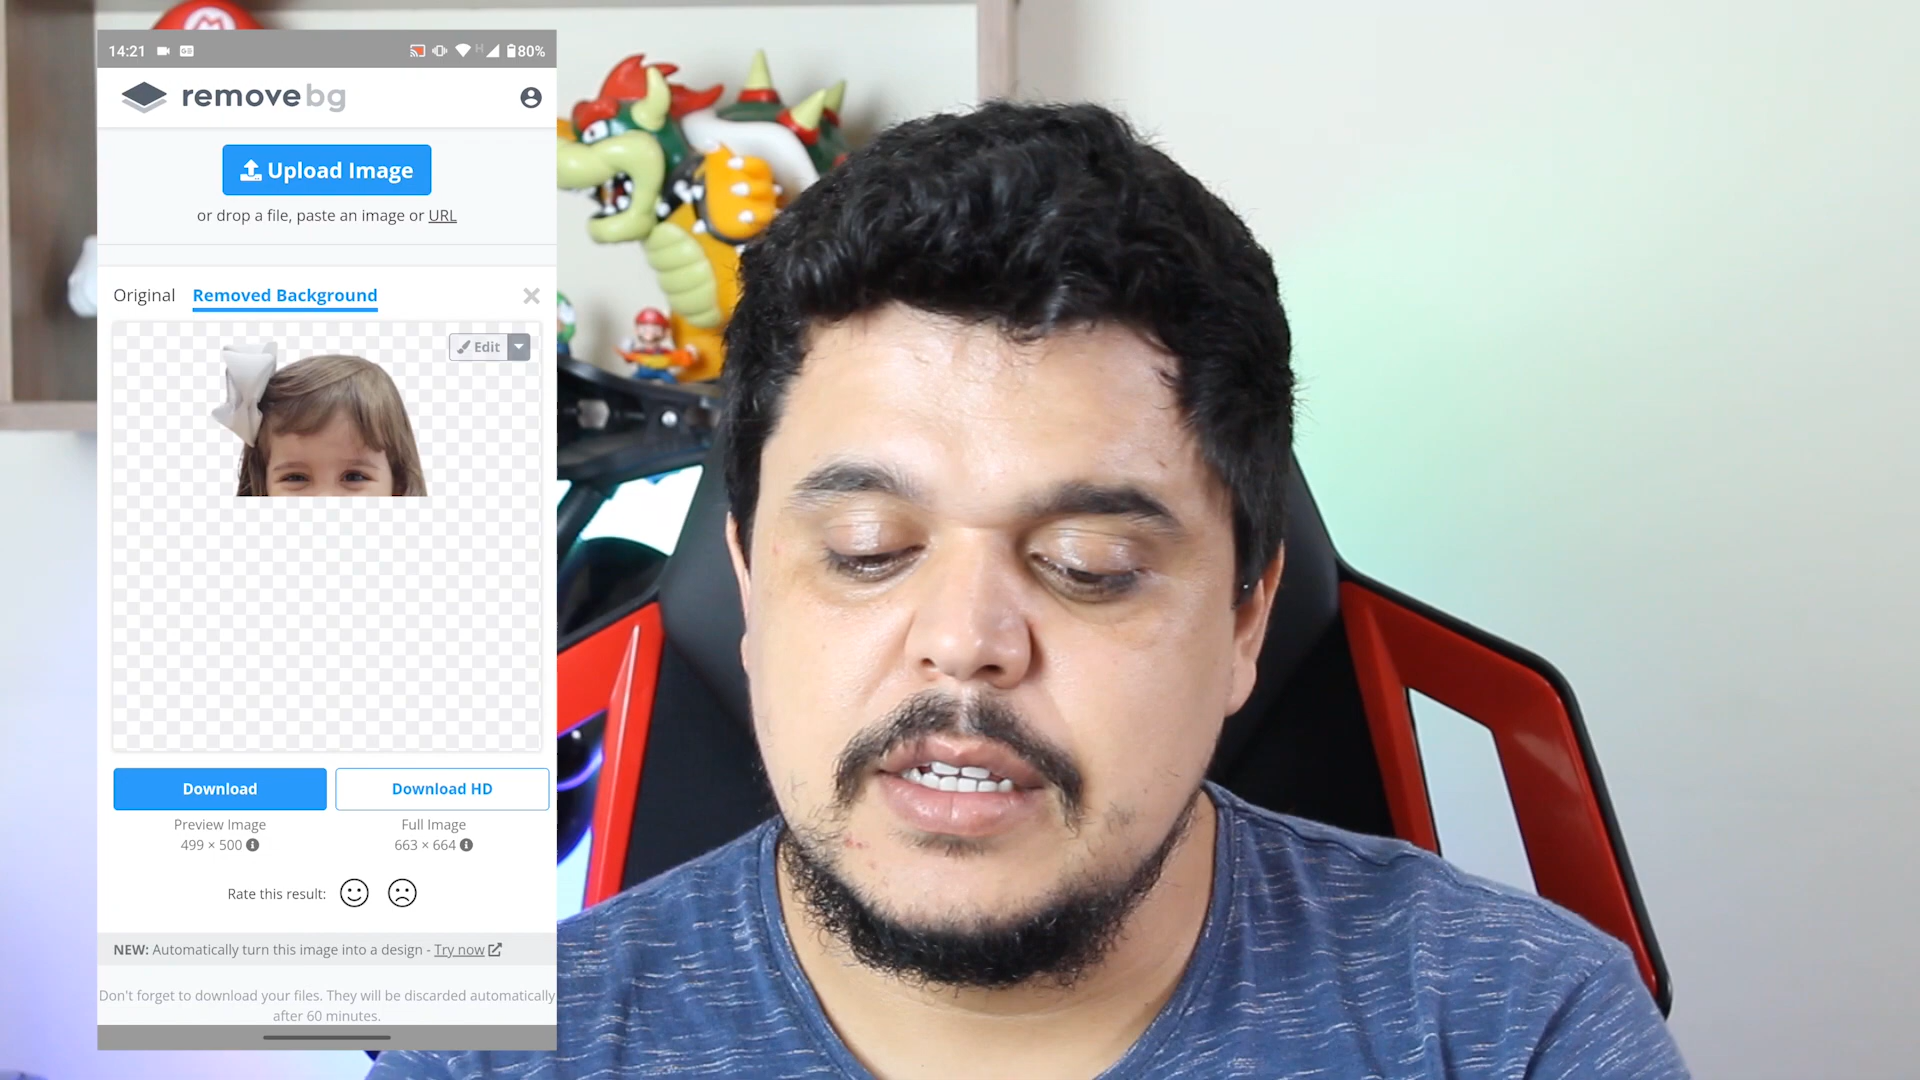 14:21
H
80%
removebg
Upload Image
or drop a file, paste an image or URL
Original Removed Background
Edit
Download Download HD
Preview Image Full Image
499 × 500 663 × 664
Rate this result:
NEW: Automatically turn this image into a design - Try now
Don't forget to download your files. They will be discarded automatically
after 60 minutes.
M